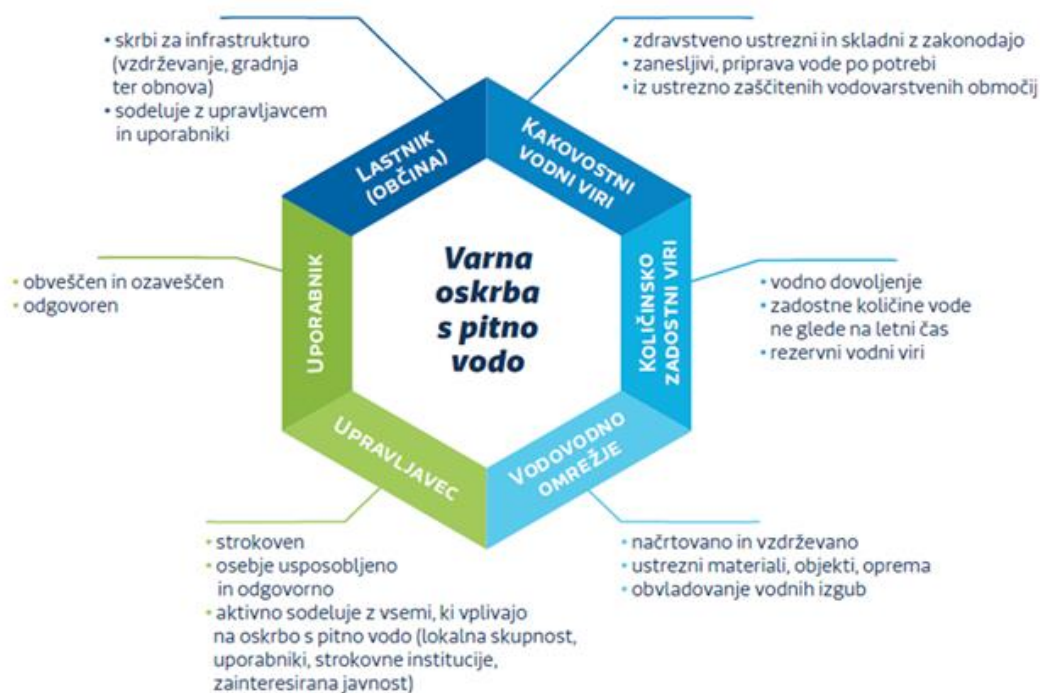 • skrbi za infrastrukturo
(vzdrževanje, gradnja
ter obnova)
• sodeluje z upravljavcem
in uporabniki
• zdravstveno ustrezni in skladni z zakonodajo
• zanesljivi, priprava vode po potrebi
• iz ustrezno zaščitenih vodovarstvenih območij
LASTNIK
(OBČINA)
KAKOVOSTNI
VODNI VIRI
Varna
oskrba
s pitno
vodo
UPORABNIK
• obveščen in ozaveščen
• odgovoren
KOLIČINSKO
ZADOSTNI VIRI
• vodno dovoljenje
• zadostne količine vode
ne glede na letni čas
• rezervni vodni viri
UPRAVLJAVEC
VODOVODNO
OMREŽJE
• strokoven
• osebje usposobljeno
in odgovorno
• aktivno sodeluje z vsemi, ki vplivajo
na oskrbo s pitno vodo (lokalna skupnost,
uporabniki, strokovne institucije,
zainteresirana javnost)
• načrtovano in vzdrževano
• ustrezni materiali, objekti, oprema
• obvladovanje vodnih izgub